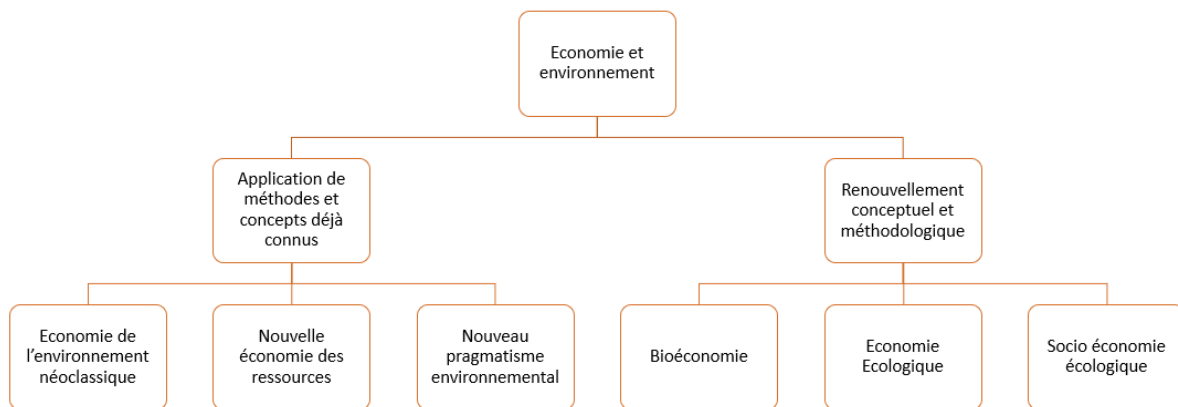 Economie et
environnement
Application de
méthodes et
concepts déjà
connus
Renouvellement
conceptuel et
méthodologique
Economie de
l'environnement
néoclassique
Nouvelle
économie des
ressources
Nouveau
pragmatisme
environnemental
Bioéconomie
Economie
Ecologique
Socio économie
écologique